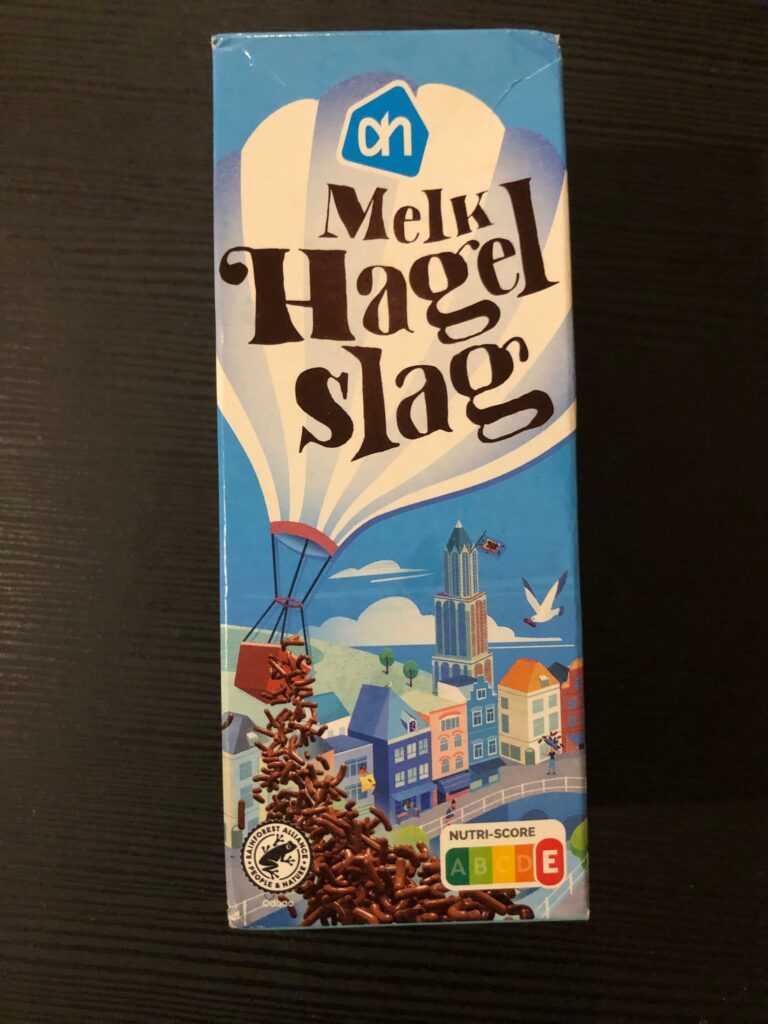 ah
Melk
Hagel
slag
RAINFOREST ALLIANCE
PEOPLE & NATURE
Cacao
NUTRI-SCORE
A B C D E